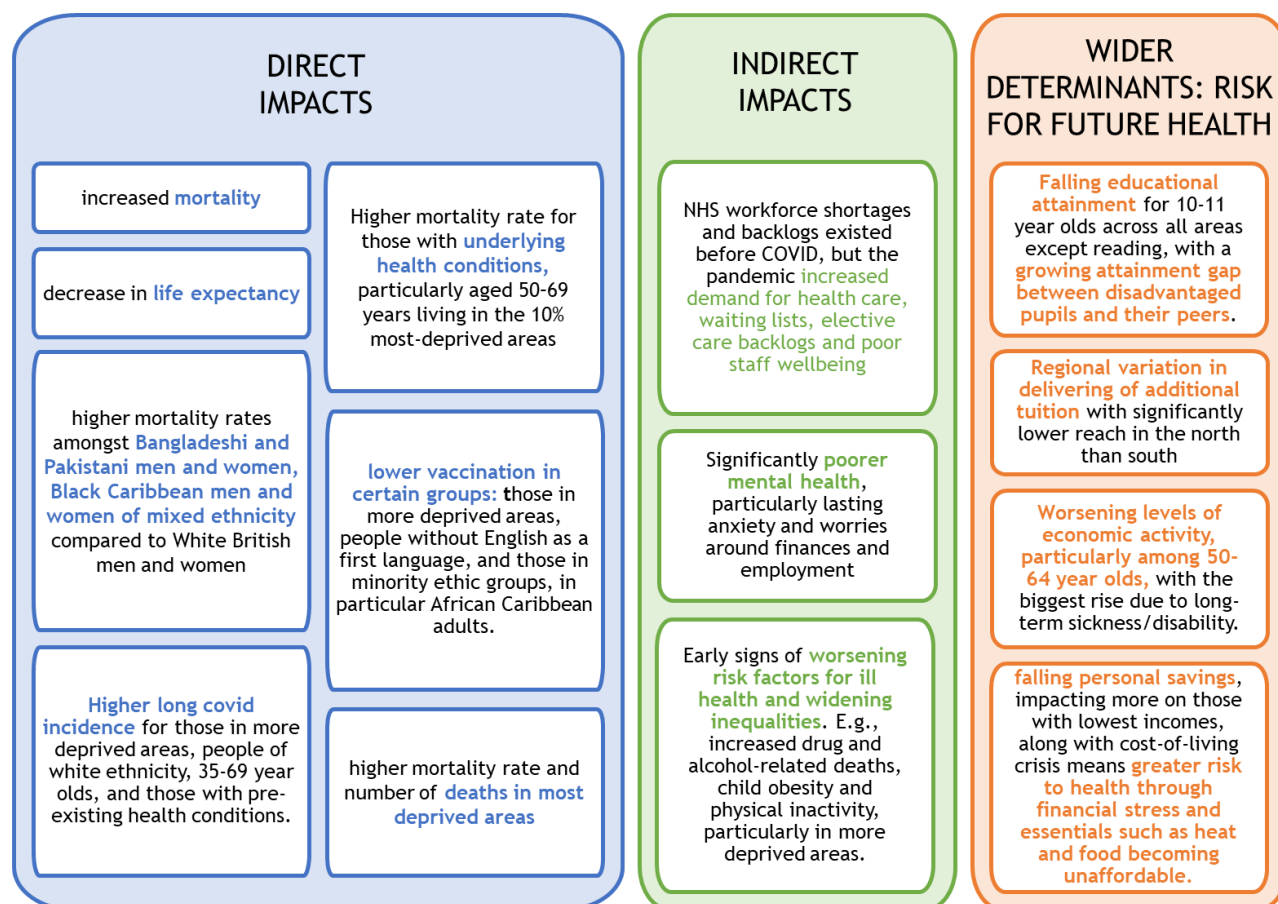 DIRECT
IMPACTS
increased mortality
decrease in life expectancy
higher mortality rates
amongst Bangladeshi and
Pakistani men and women,
Black Caribbean men and
women of mixed ethnicity
compared to White British
men and women
Higher long covid
incidence for those in more
deprived areas, people of
white ethnicity, 35-69 year
olds, and those with pre-
existing health conditions.
Higher mortality rate for
those with underlying
health conditions,
particularly aged 50-69
years living in the 10%
most-deprived areas
lower vaccination in
certain groups: those in
more deprived areas,
people without English as a
first language, and those in
minority ethic groups, in
particular African Caribbean
adults.
higher mortality rate and
number of deaths in most
deprived areas
INDIRECT
IMPACTS
NHS workforce shortages
and backlogs existed
before COVID, but the
pandemic increased
demand for health care,
waiting lists, elective
care backlogs and poor
staff wellbeing
Significantly poorer
mental health,
particularly lasting
anxiety and worries
around finances and
employment
Early signs of worsening
risk factors for ill
health and widening
inequalities. E.g.,
increased drug and
alcohol-related deaths,
child obesity and
physical inactivity,
particularly in more
deprived areas.
WIDER
DETERMINANTS: RISK
FOR FUTURE HEALTH
Falling educational
attainment for 10-11
year olds across all areas
except reading, with a
growing attainment gap
between disadvantaged
pupils and their peers.
Regional variation in
delivering of additional
tuition with significantly
lower reach in the north
than south
Worsening levels of
economic activity,
particularly among 50-
64 year olds, with the
biggest rise due to long-
term sickness/disability.
falling personal savings,
impacting more on those
with lowest incomes,
along with cost-of-living
crisis means greater risk
to health through
financial stress and
essentials such as heat
and food becoming
unaffordable.